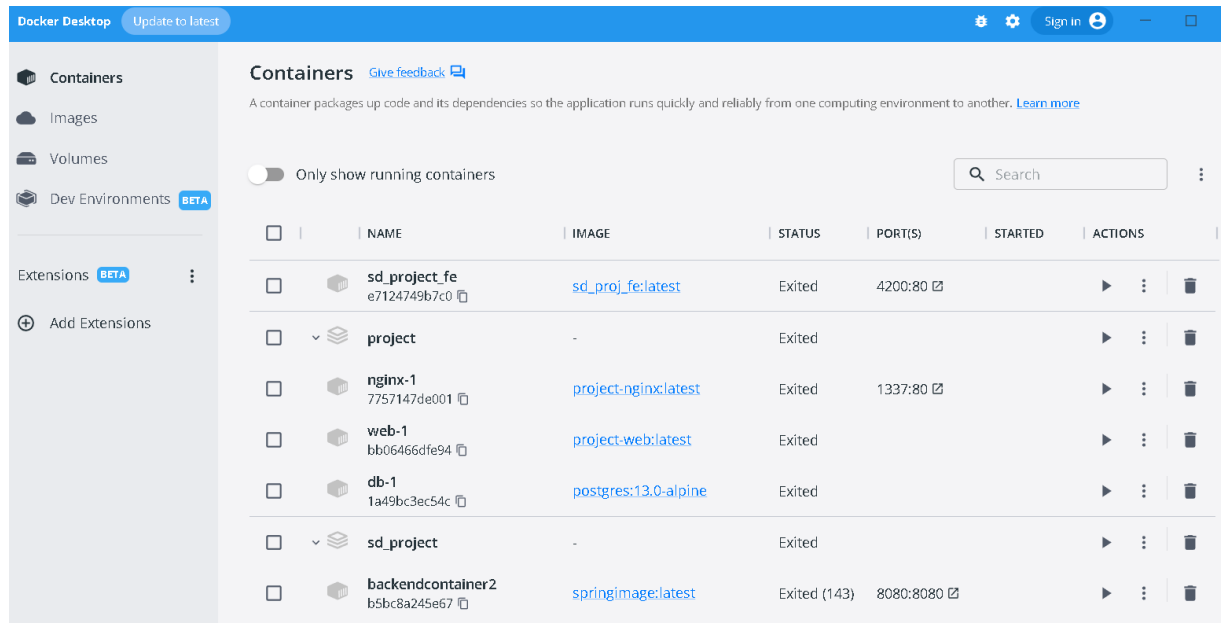 Docker Desktop Update to latest Sign in
Containers
Images
Volumes
Dev Environments BETA
Extensions BETA
Add Extensions
Containers Give feedback
A container packages up code and its dependencies so the application runs quickly and reliably from one computing environment to another. Learn more
Only show running containers Search
NAME IMAGE STATUS PORT(S) STARTED ACTIONS
sd_project_fe
e7124749b7c0 sd_proj_fe:latest Exited 4200:80
project - Exited
nginx-1
7757147de001 project-nginx:latest Exited 1337:80
web-1
bb06466dfe94 project-web:latest Exited
db-1
1a49bc3ec54c postgres:13.0-alpine Exited
sd_project - Exited
backendcontainer2
b5bc8a245e67 springimage:latest Exited (143) 8080:8080